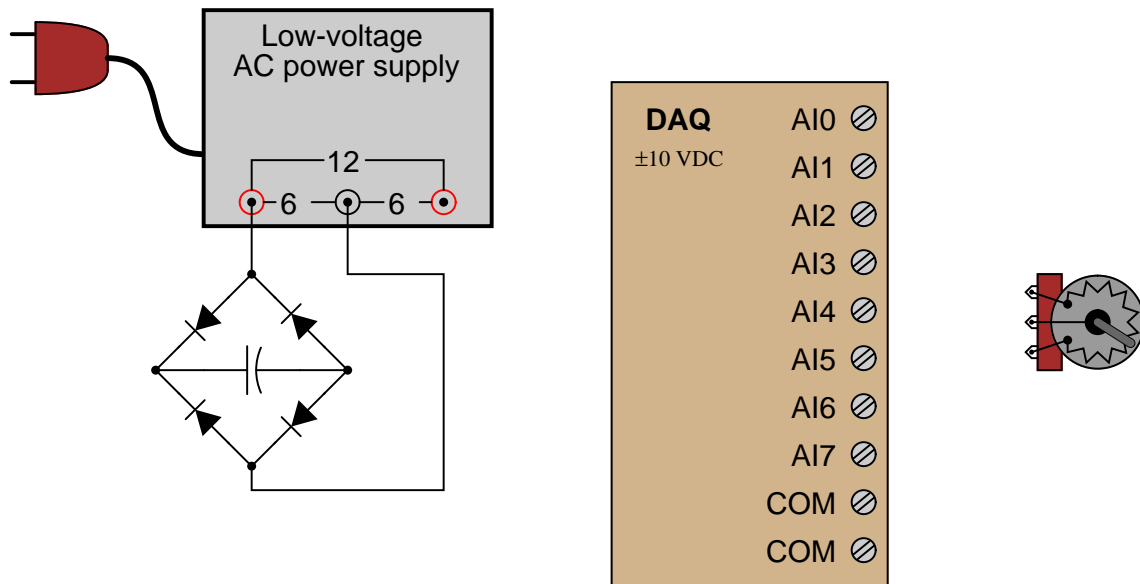 Low-voltage
AC power supply
12
6 6
DAQ
±10 VDC
AI0
AI1
AI2
AI3
AI4
AI5
AI6
AI7
COM
COM